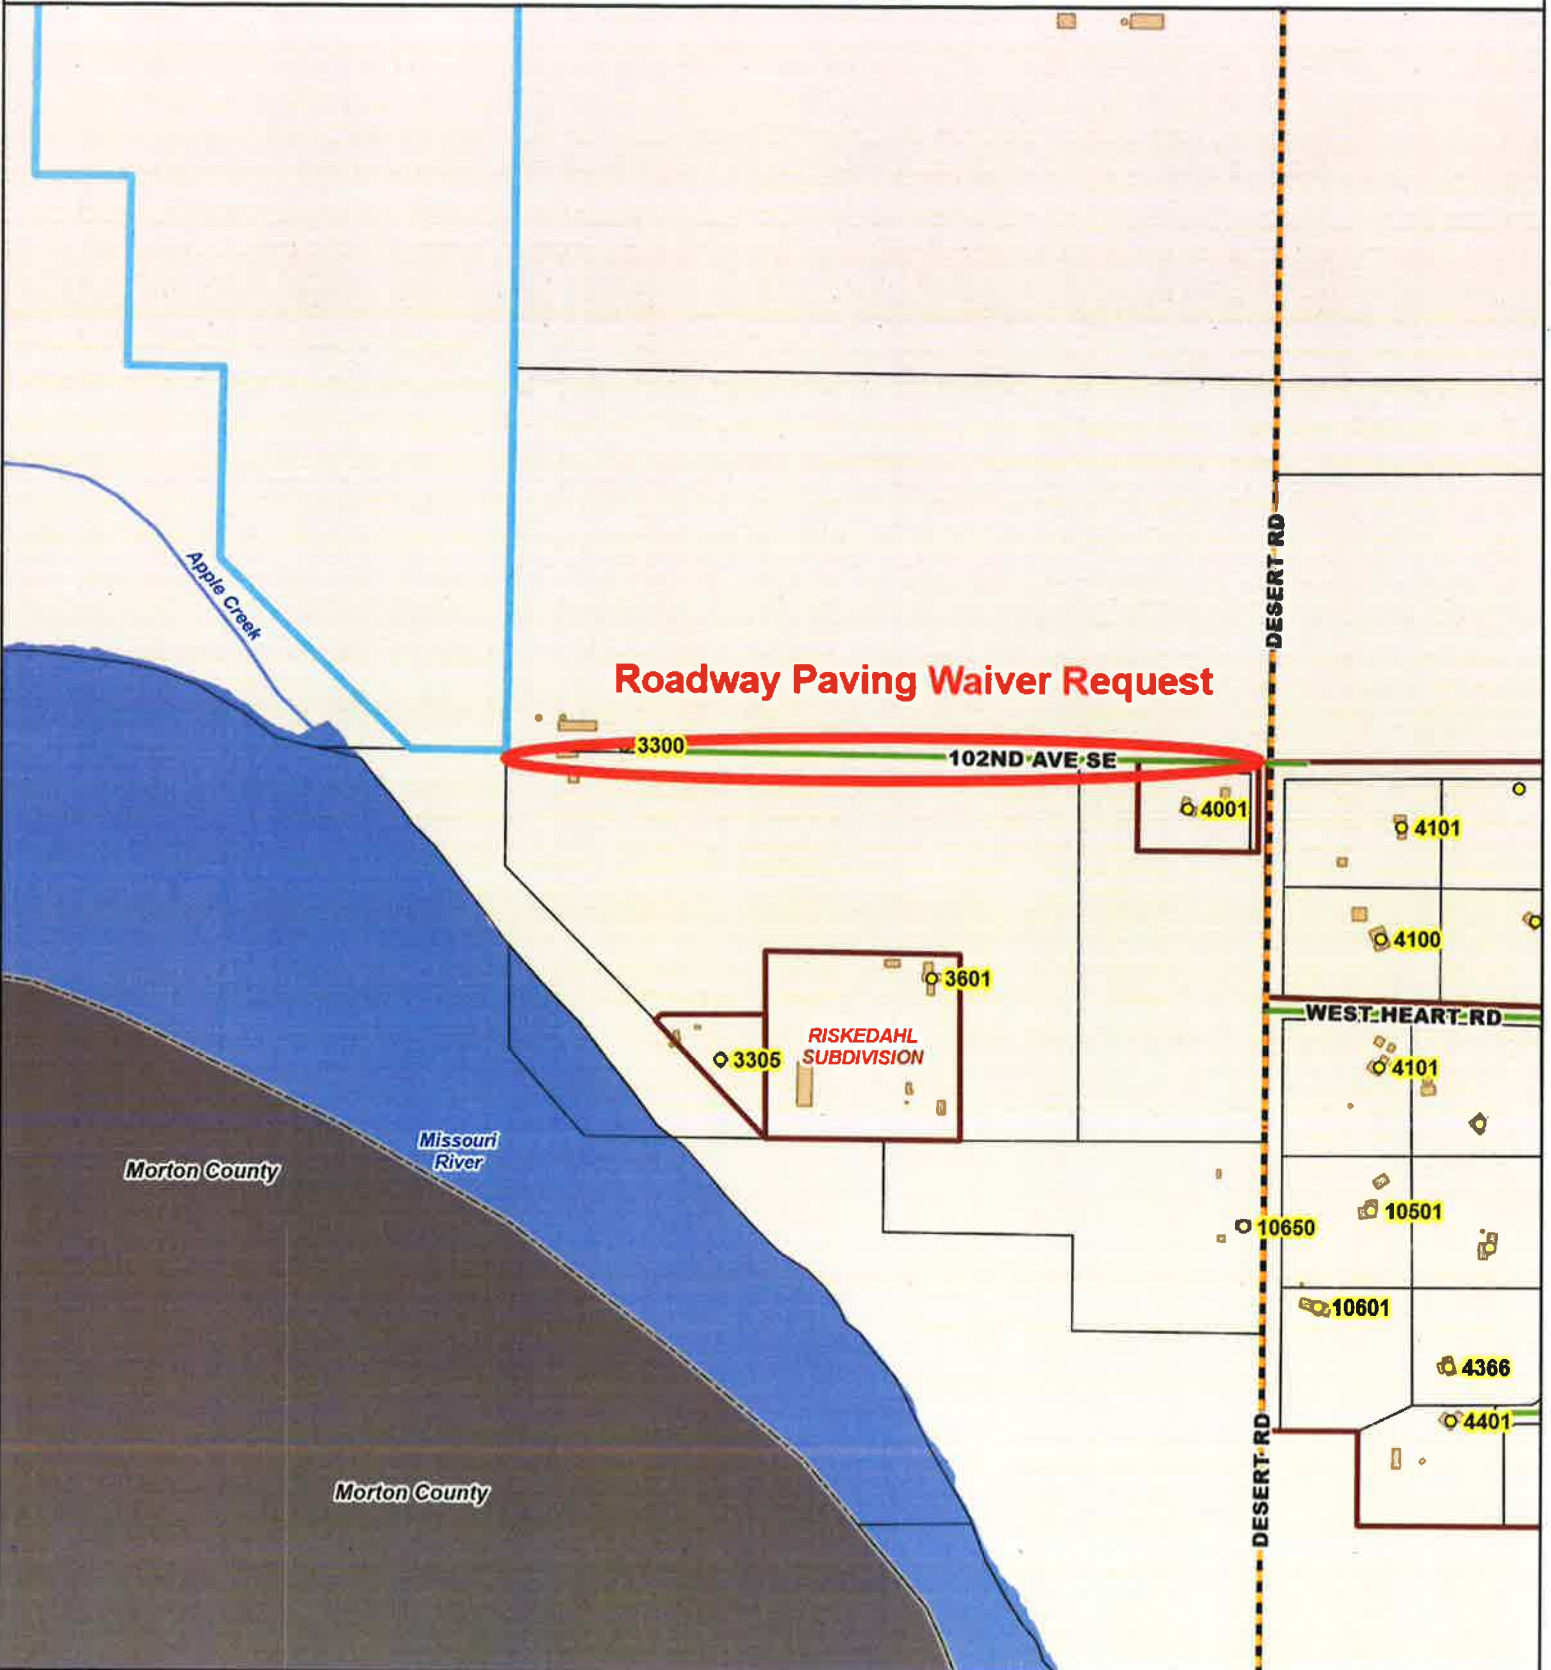 DESERT RD
Apple Creek
Roadway Paving Waiver Request
3300
102ND AVE SE
4001
4101
4100
3601
WEST HEART RD
RISKEDAHL
SUBDIVISION
3305
4101
Missouri
River
Morton County
10501
10650
10601
4366
4401
DESERT RD
Morton County